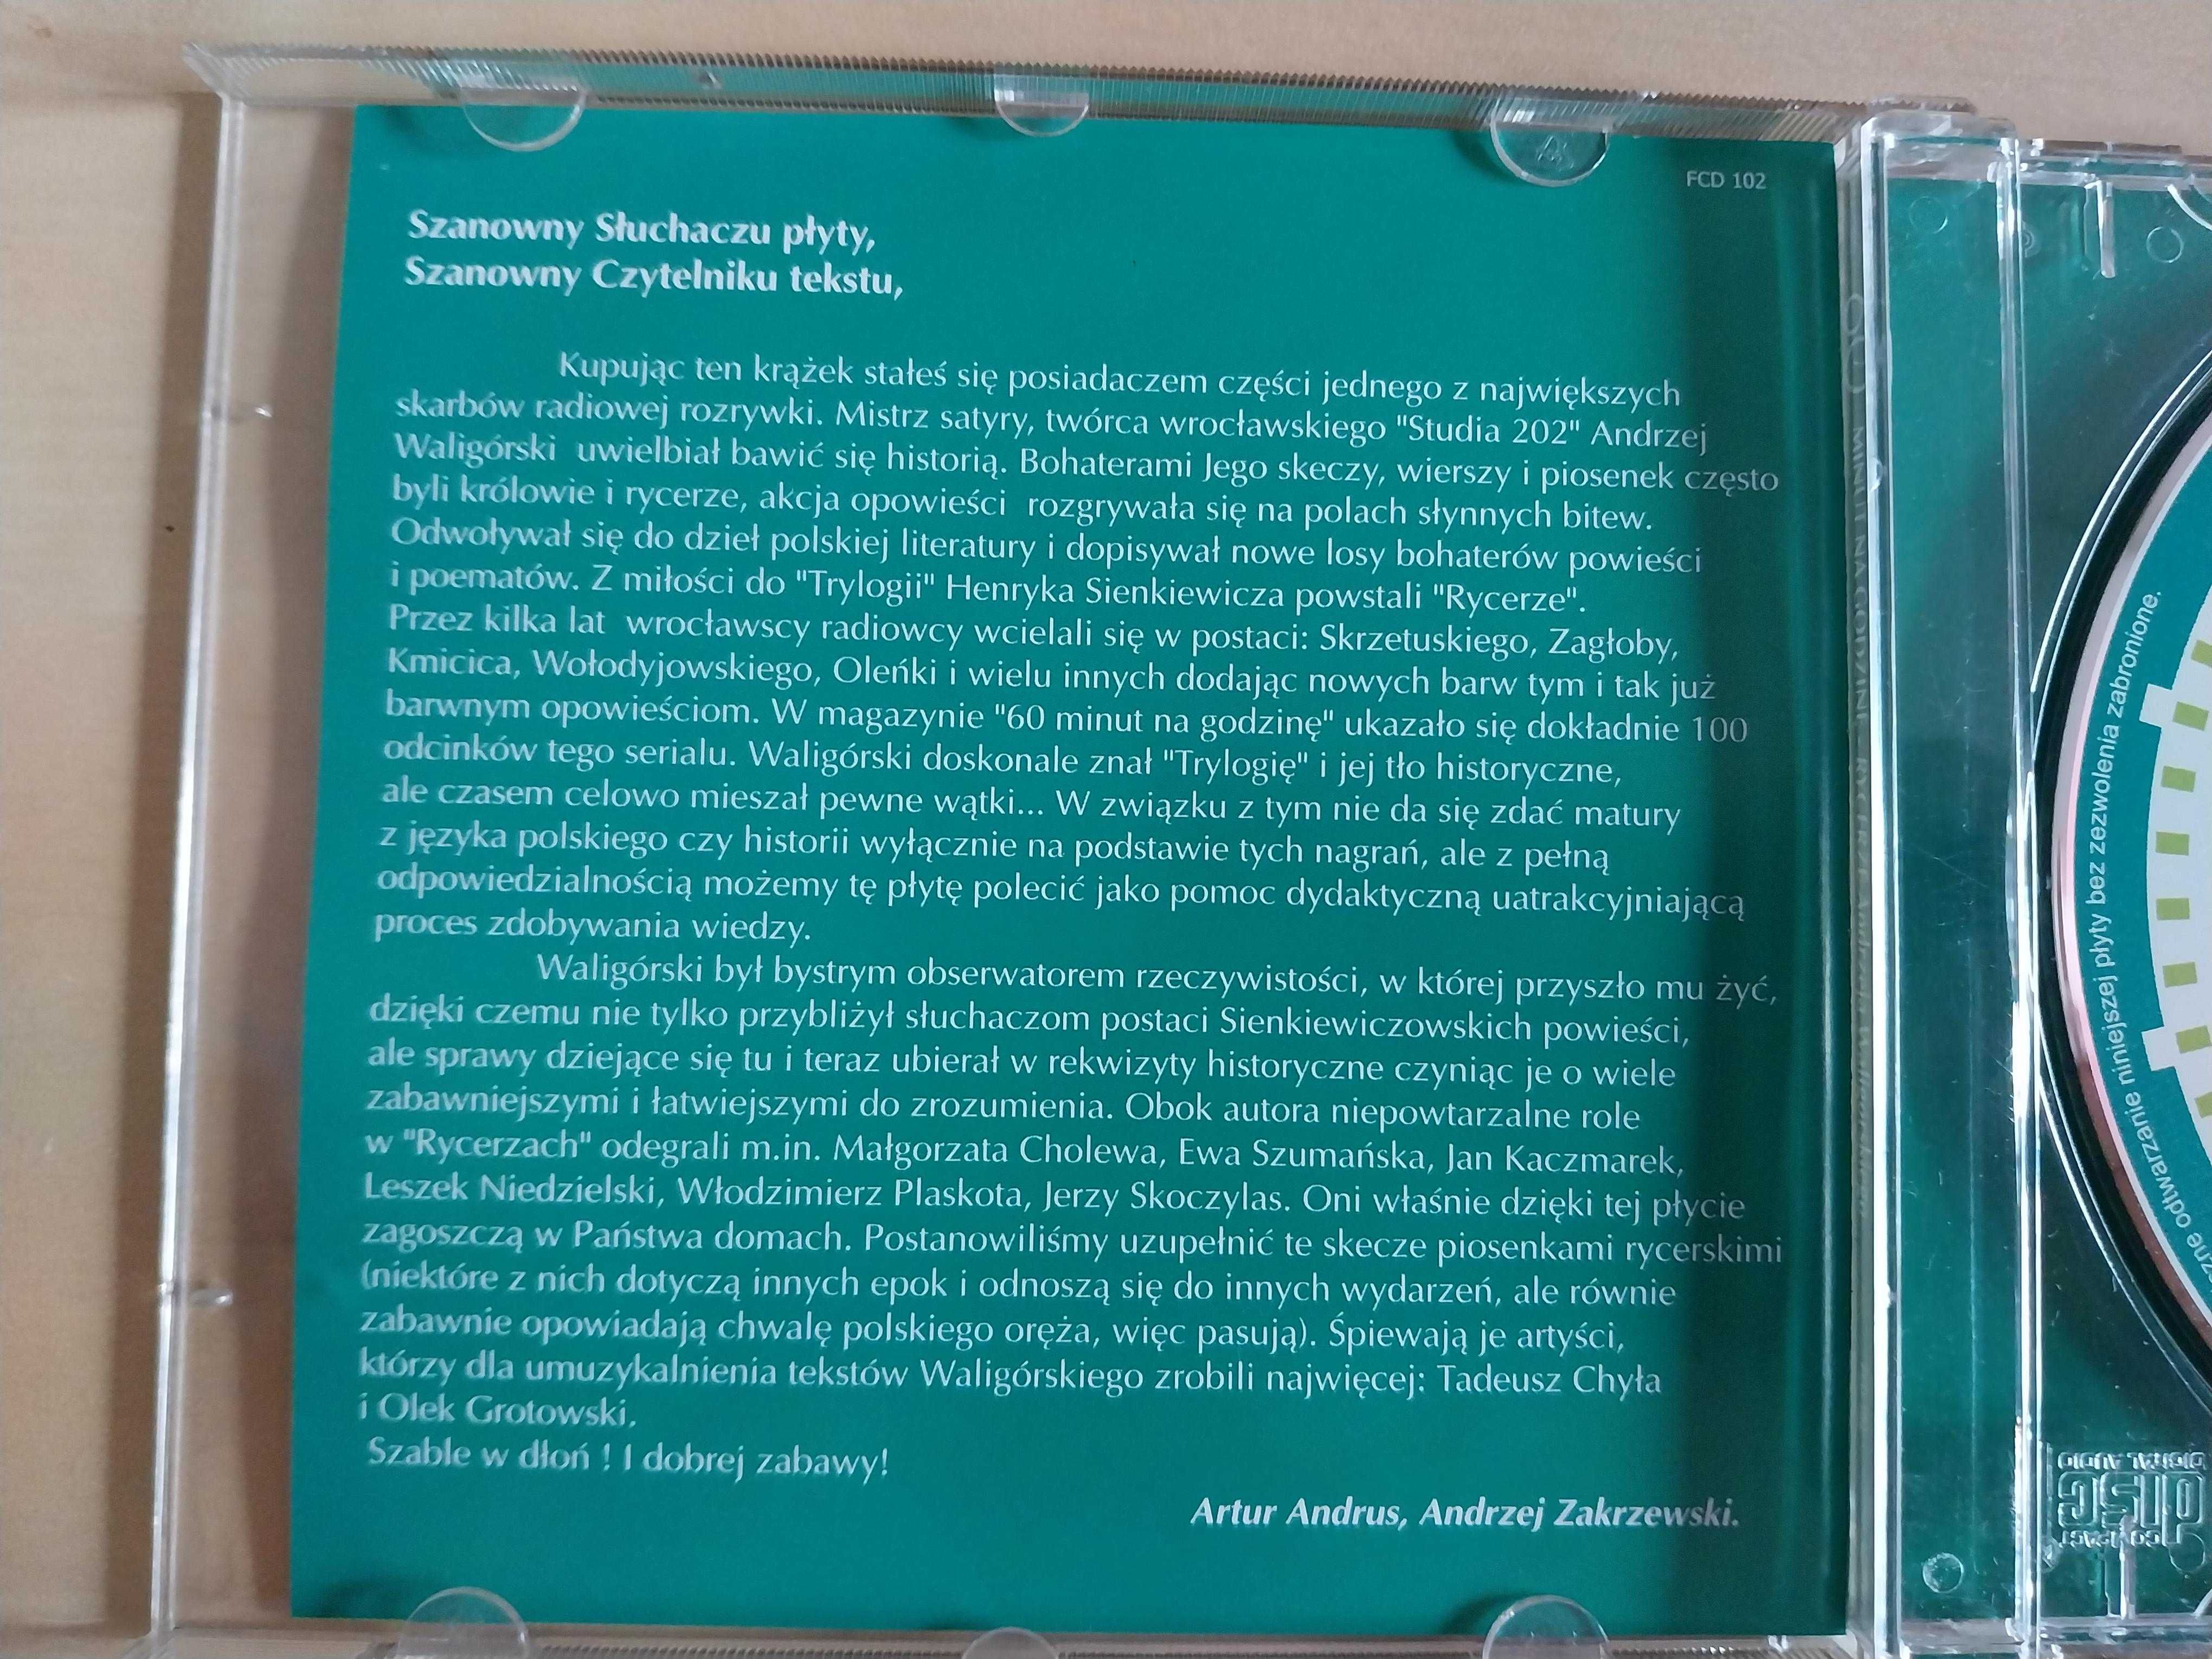 FCD 102
Szanowny Słuchaczu płyty,
Szanowny Czytelniku tekstu,
Kupując ten krążek stałeś się posiadaczem części jednego z największych
skarbów radiowej rozrywki. Mistrz satyry, twórca wrocławskiego "Studia 202" Andrzej
Waligórski uwielbiał bawić się historią. Bohaterami Jego skeczy, wierszy i piosenek często
byli królowie i rycerze, akcja opowieści rozgrywała się na polach słynnych bitew.
Odwoływał się do dzieł polskiej literatury i dopisywał nowe losy bohaterów powieści
i poematów. Z miłości do "Trylogii" Henryka Sienkiewicza powstali "Rycerze".
Przez kilka lat wrocławscy radiowcy wcielali się w postaci: Skrzetuskiego, Zagłoby,
Kmicica, Wołodyjowskiego, Oleńki i wielu innych dodając nowych barw tym i tak już
barwnym opowieściom. W magazynie "60 minut na godzinę" ukazało się dokładnie 100
odcinków tego serialu. Waligórski doskonale znał "Trylogię" i jej tło historyczne,
ale czasem celowo mieszał pewne wątki... W związku z tym nie da się zdać matury
z języka polskiego czy historii wyłącznie na podstawie tych nagrań, ale z pełną
odpowiedzialnością możemy tę płytę polecić jako pomoc dydaktyczną uatrakcyjniającą
proces zdobywania wiedzy.
Waligórski był bystrym obserwatorem rzeczywistości, w której przyszło mu żyć,
dzięki czemu nie tylko przybliżył słuchaczom postaci Sienkiewiczowskich powieści,
ale sprawy dziejące się tu i teraz ubierał w rekwizyty historyczne czyniąc je o wiele
zabawniejszymi i łatwiejszymi do zrozumienia. Obok autora niepowtarzalne role
w "Rycerzach" odegrali m.in. Małgorzata Cholewa, Ewa Szumańska, Jan Kaczmarek,
Leszek Niedzielski, Włodzimierz Plaskota, Jerzy Skoczylas. Oni właśnie dzięki tej płycie
zagoszczą w Państwa domach. Postanowiliśmy uzupełnić te skecze piosenkami rycerskimi
(niektóre z nich dotyczą innych epok i odnoszą się do innych wydarzeń, ale równie
zabawnie opowiadają chwalę polskiego oręża, więc pasują). Śpiewają je artyści,
którzy dla umuzykalnienia tekstów Waligórskiego zrobili najwięcej: Tadeusz Chyła
i Olek Grotowski.
Szable w dłoń ! I dobrej zabawy!
Artur Andrus, Andrzej Zakrzewski.
odtwarzanie niniejszej płyty bez zezwolenia zabronione.
COMPACT
disc
DIGITAL AUDIO